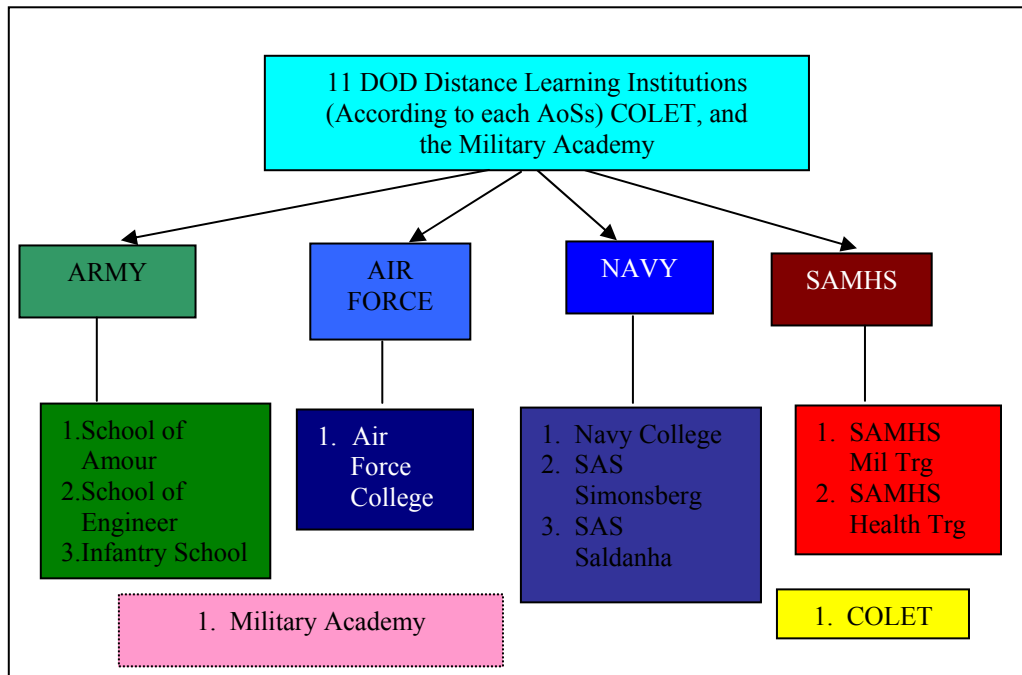 11 DOD Distance Learning Institutions
(According to each AoSs) COLET, and
the Military Academy
ARMY
AIR
FORCE
NAVY
SAMHS
1.School of
Amour
2.School of
Engineer
3.Infantry School
1. Air
Force
College
1. Navy College
2. SAS
Simonsberg
3. SAS
Saldanha
1. SAMHS
Mil Trg
2. SAMHS
Health Trg
1. Military Academy
1. COLET